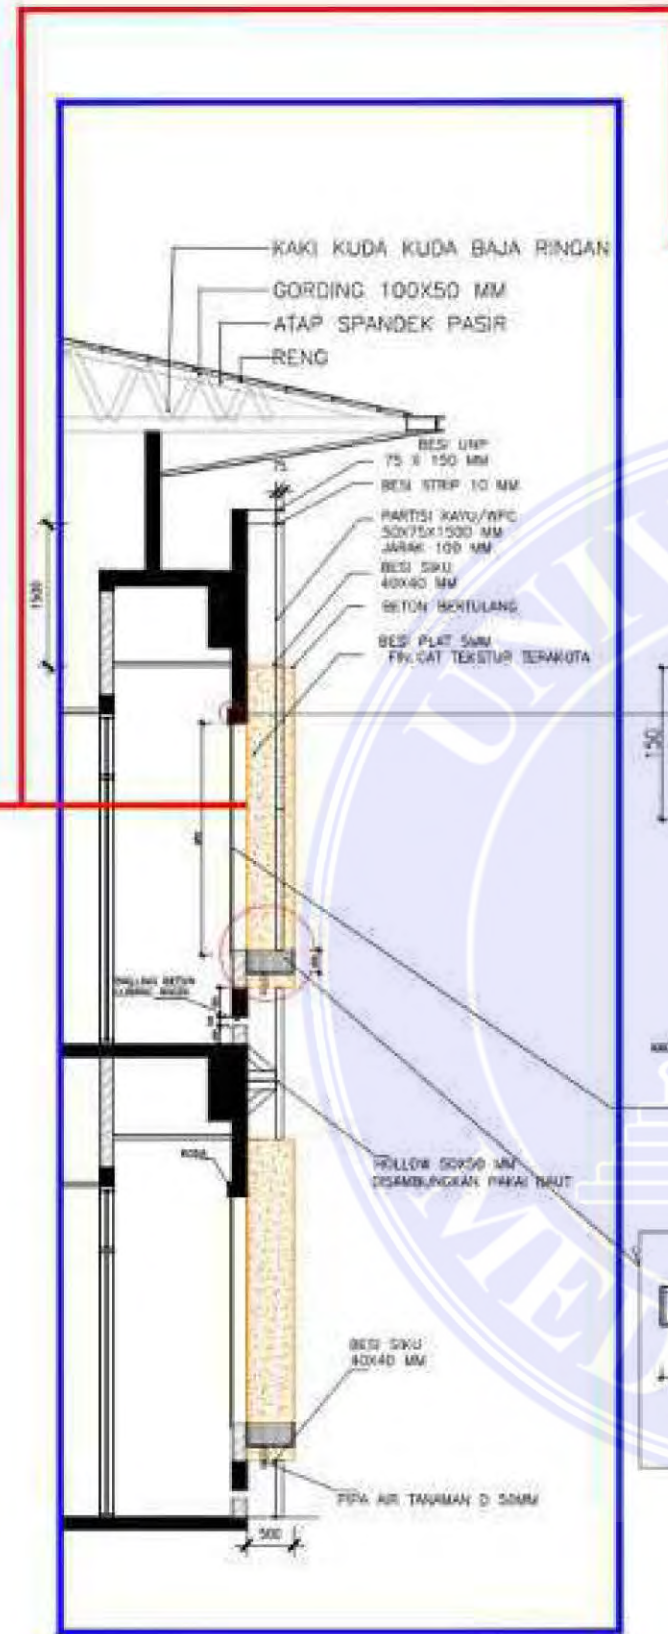 KAKI KUDA KUDA BAJA RINGAN
GORDING 100X50 MM
ATAP SPANDEK PASIR
RENG
BESI UNP
75 X 150 MM
75
BESI STRIP 10 MM
PARTISI KAYU/WPC
50X75X1500 MM
JARAK 100 MM
BESI SIKU
40X40 MM
BETON BERTULANG
BESI PLAT 5MM
FIN.CAT TEKSTUR TERAKOTA
1500
150
HOLLOW 50X50 MM
DISAMBUNGKAN PAKAI BAUT
BESI SIKU
40X40 MM
PIPA AIR TANAMAN D 50MM
500
UNIV